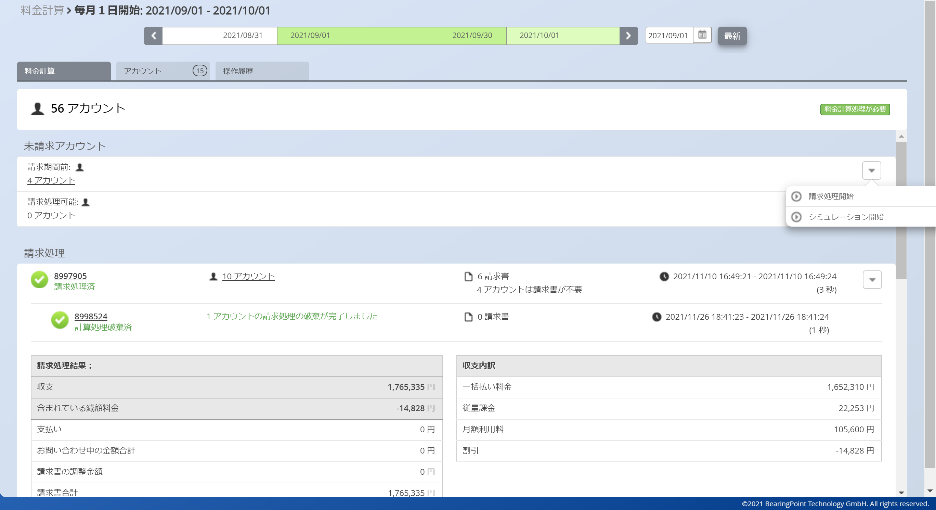 料金計算 > 毎月１日開始: 2021/09/01 - 2021/10/01
2021/08/31 2021/09/01 2021/09/30 2021/10/01 2021/09/01 最新
料金計算 アカウント 15 操作履歴
56 アカウント 料金計算処理が必要
未請求アカウント
請求期間前:
4 アカウント
請求処理開始
請求処理可能:
0 アカウント
シミュレーション開始
請求処理
8997905 10 アカウント 6 請求書 2021/11/10 16:49:21 - 2021/11/10 16:49:24
請求処理済 4 アカウントは請求書が不要 (3 秒)
8998524 1 アカウントの請求処理の破棄が完了しました 0 請求書 2021/11/26 18:41:23 - 2021/11/26 18:41:24
計算処理破棄済 (1 秒)
請求処理結果 ; 収支内訳
収支 1,765,335 円 一括払い料金 1,652,310 円
含まれている減額料金 -14,828 円 従量課金 22,253 円
支払い 0 円 月額利用料 105,600 円
お問い合わせ中の金額合計 0 円 割引 -14,828 円
請求書の調整金額 0 円
請求書合計 1,765,335 円
©2021 BearingPoint Technology GmbH. All rights reserved.